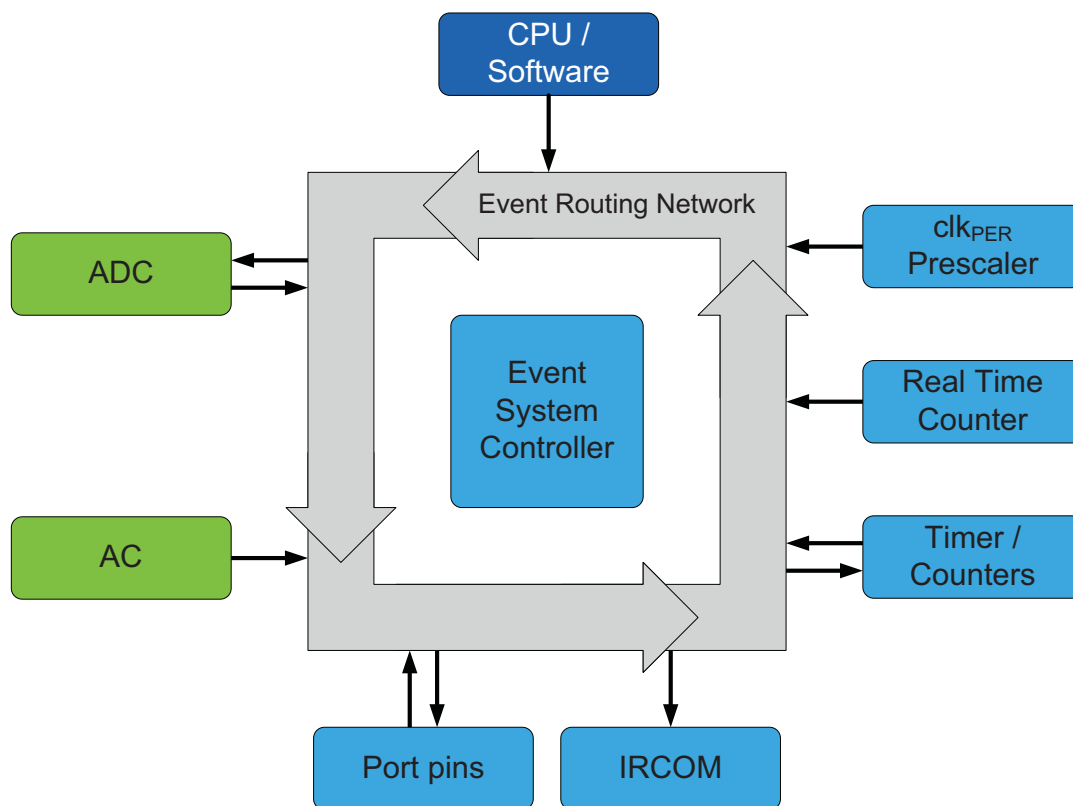 CPU /
Software
Event Routing Network
clkPER
Prescaler
ADC
Event
System
Controller
Real Time
Counter
AC
Timer /
Counters
Port pins
IRCOM